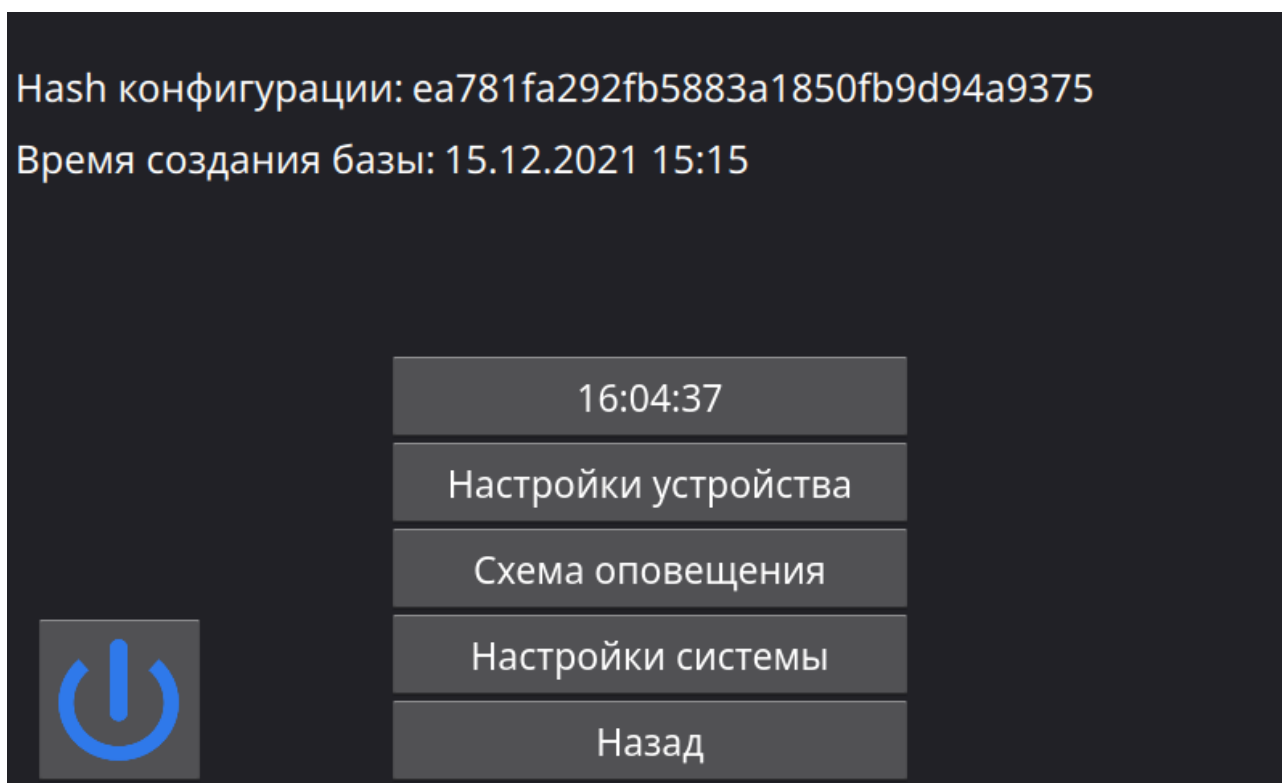 Hash конфигурации: ea781fa292fb5883a1850fb9d94a9375
Время создания базы: 15.12.2021 15:15
16:04:37
Настройки устройства
Схема оповещения
Настройки системы
Назад